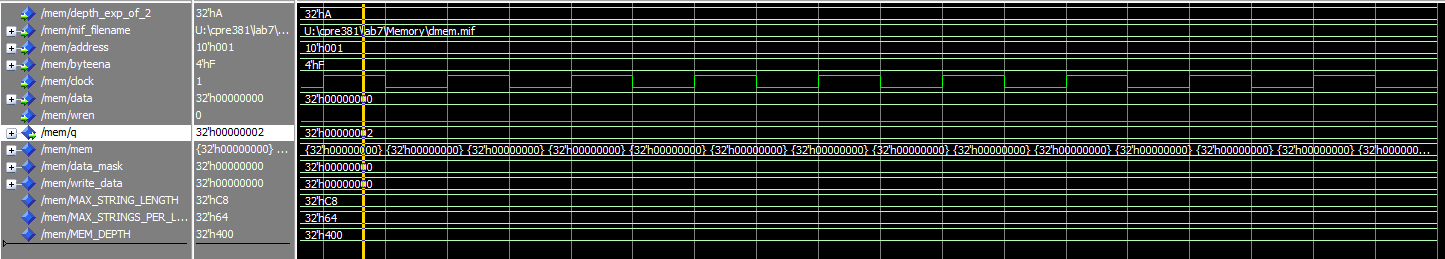 /mem/depth_exp_of_2 32'hA 32'hA
/mem/mif_filename U:\cpre381\lab7\... U:\cpre381\lab7\Memory\dmem.mif
/mem/address 10'h001 10'h001
/mem/byteena 4'hF 4'hF
/mem/clock 1
/mem/data 32'h00000000 32'h00000000
/mem/wren 0
/mem/q 32'h00000002 32'h00000002
/mem/mem {32'h00000000} ... {32'h00000000} {32'h00000000} {32'h00000000} {32'h00000000} {32'h00000000} {32'h00000000} {32'h00000000} {32'h00000000} {32'h00000000} {32'h00000000} {32'h00000000} {32'h00000000} {32'h00000000} {32'h000000...
/mem/data_mask 32'h00000000 32'h00000000
/mem/write_data 32'h00000000 32'h00000000
/mem/MAX_STRING_LENGTH 32'hC8 32'hC8
/mem/MAX_STRINGS_PER_L... 32'h64 32'h64
/mem/MEM_DEPTH 32'h400 32'h400